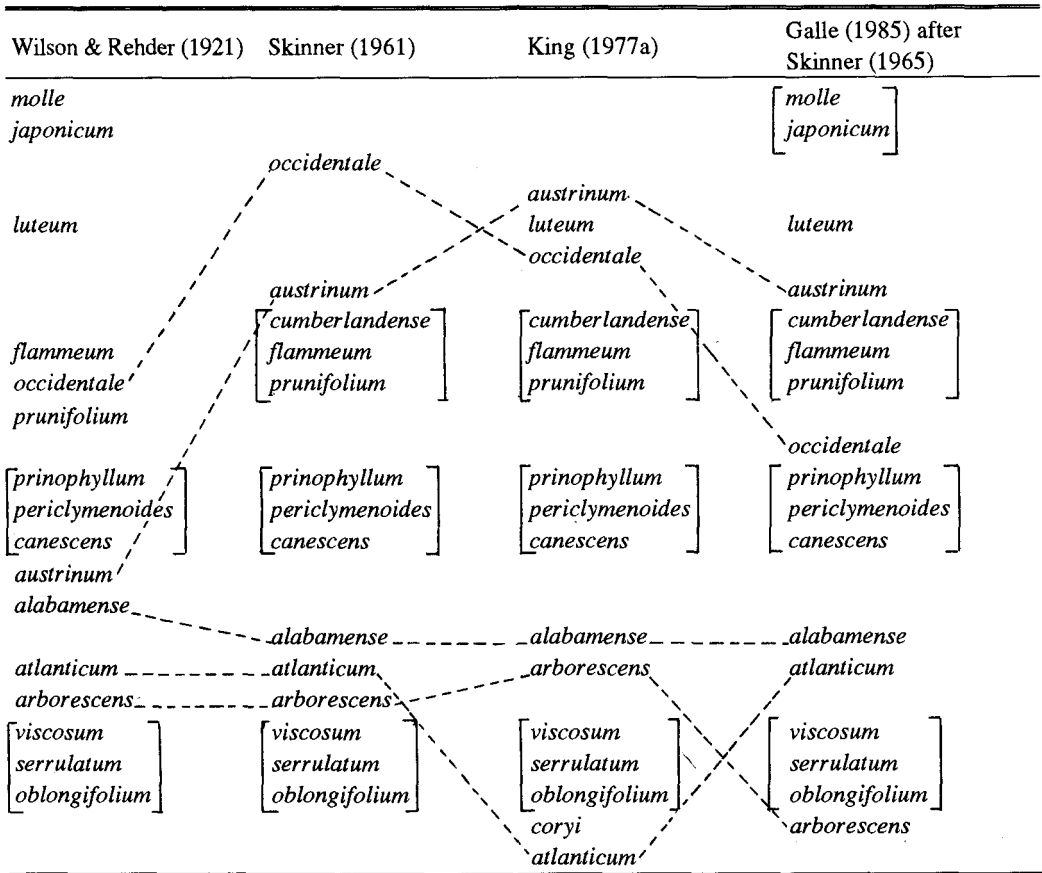 Wilson & Rehder (1921) Skinner (1961) King (1977a) Galle (1985) after
Skinner (1965)
molle molle
japonicum japonicum
occidentale
austrinum
luteum luteum luteum
occidentale
austrinum austrinum
cumberlandense cumberlandense cumberlandense
flammeum flammeum flammeum flammeum
occidentale prunifolium prunifolium prunifolium
prunifolium
occidentale
prinophyllum prinophyllum prinophyllum prinophyllum
periclymenoides periclymenoides periclymenoides periclymenoides
canescens canescens canescens canescens
austrinum
alabamense
alabamense alabamense alabamense
atlanticum atlanticum arborescens atlanticum
arborescens arborescens
viscosum viscosum viscosum viscosum
serrulatum serrulatum serrulatum serrulatum
oblongifolium oblongifolium oblongifolium oblongifolium
coryi arborescens
atlanticum